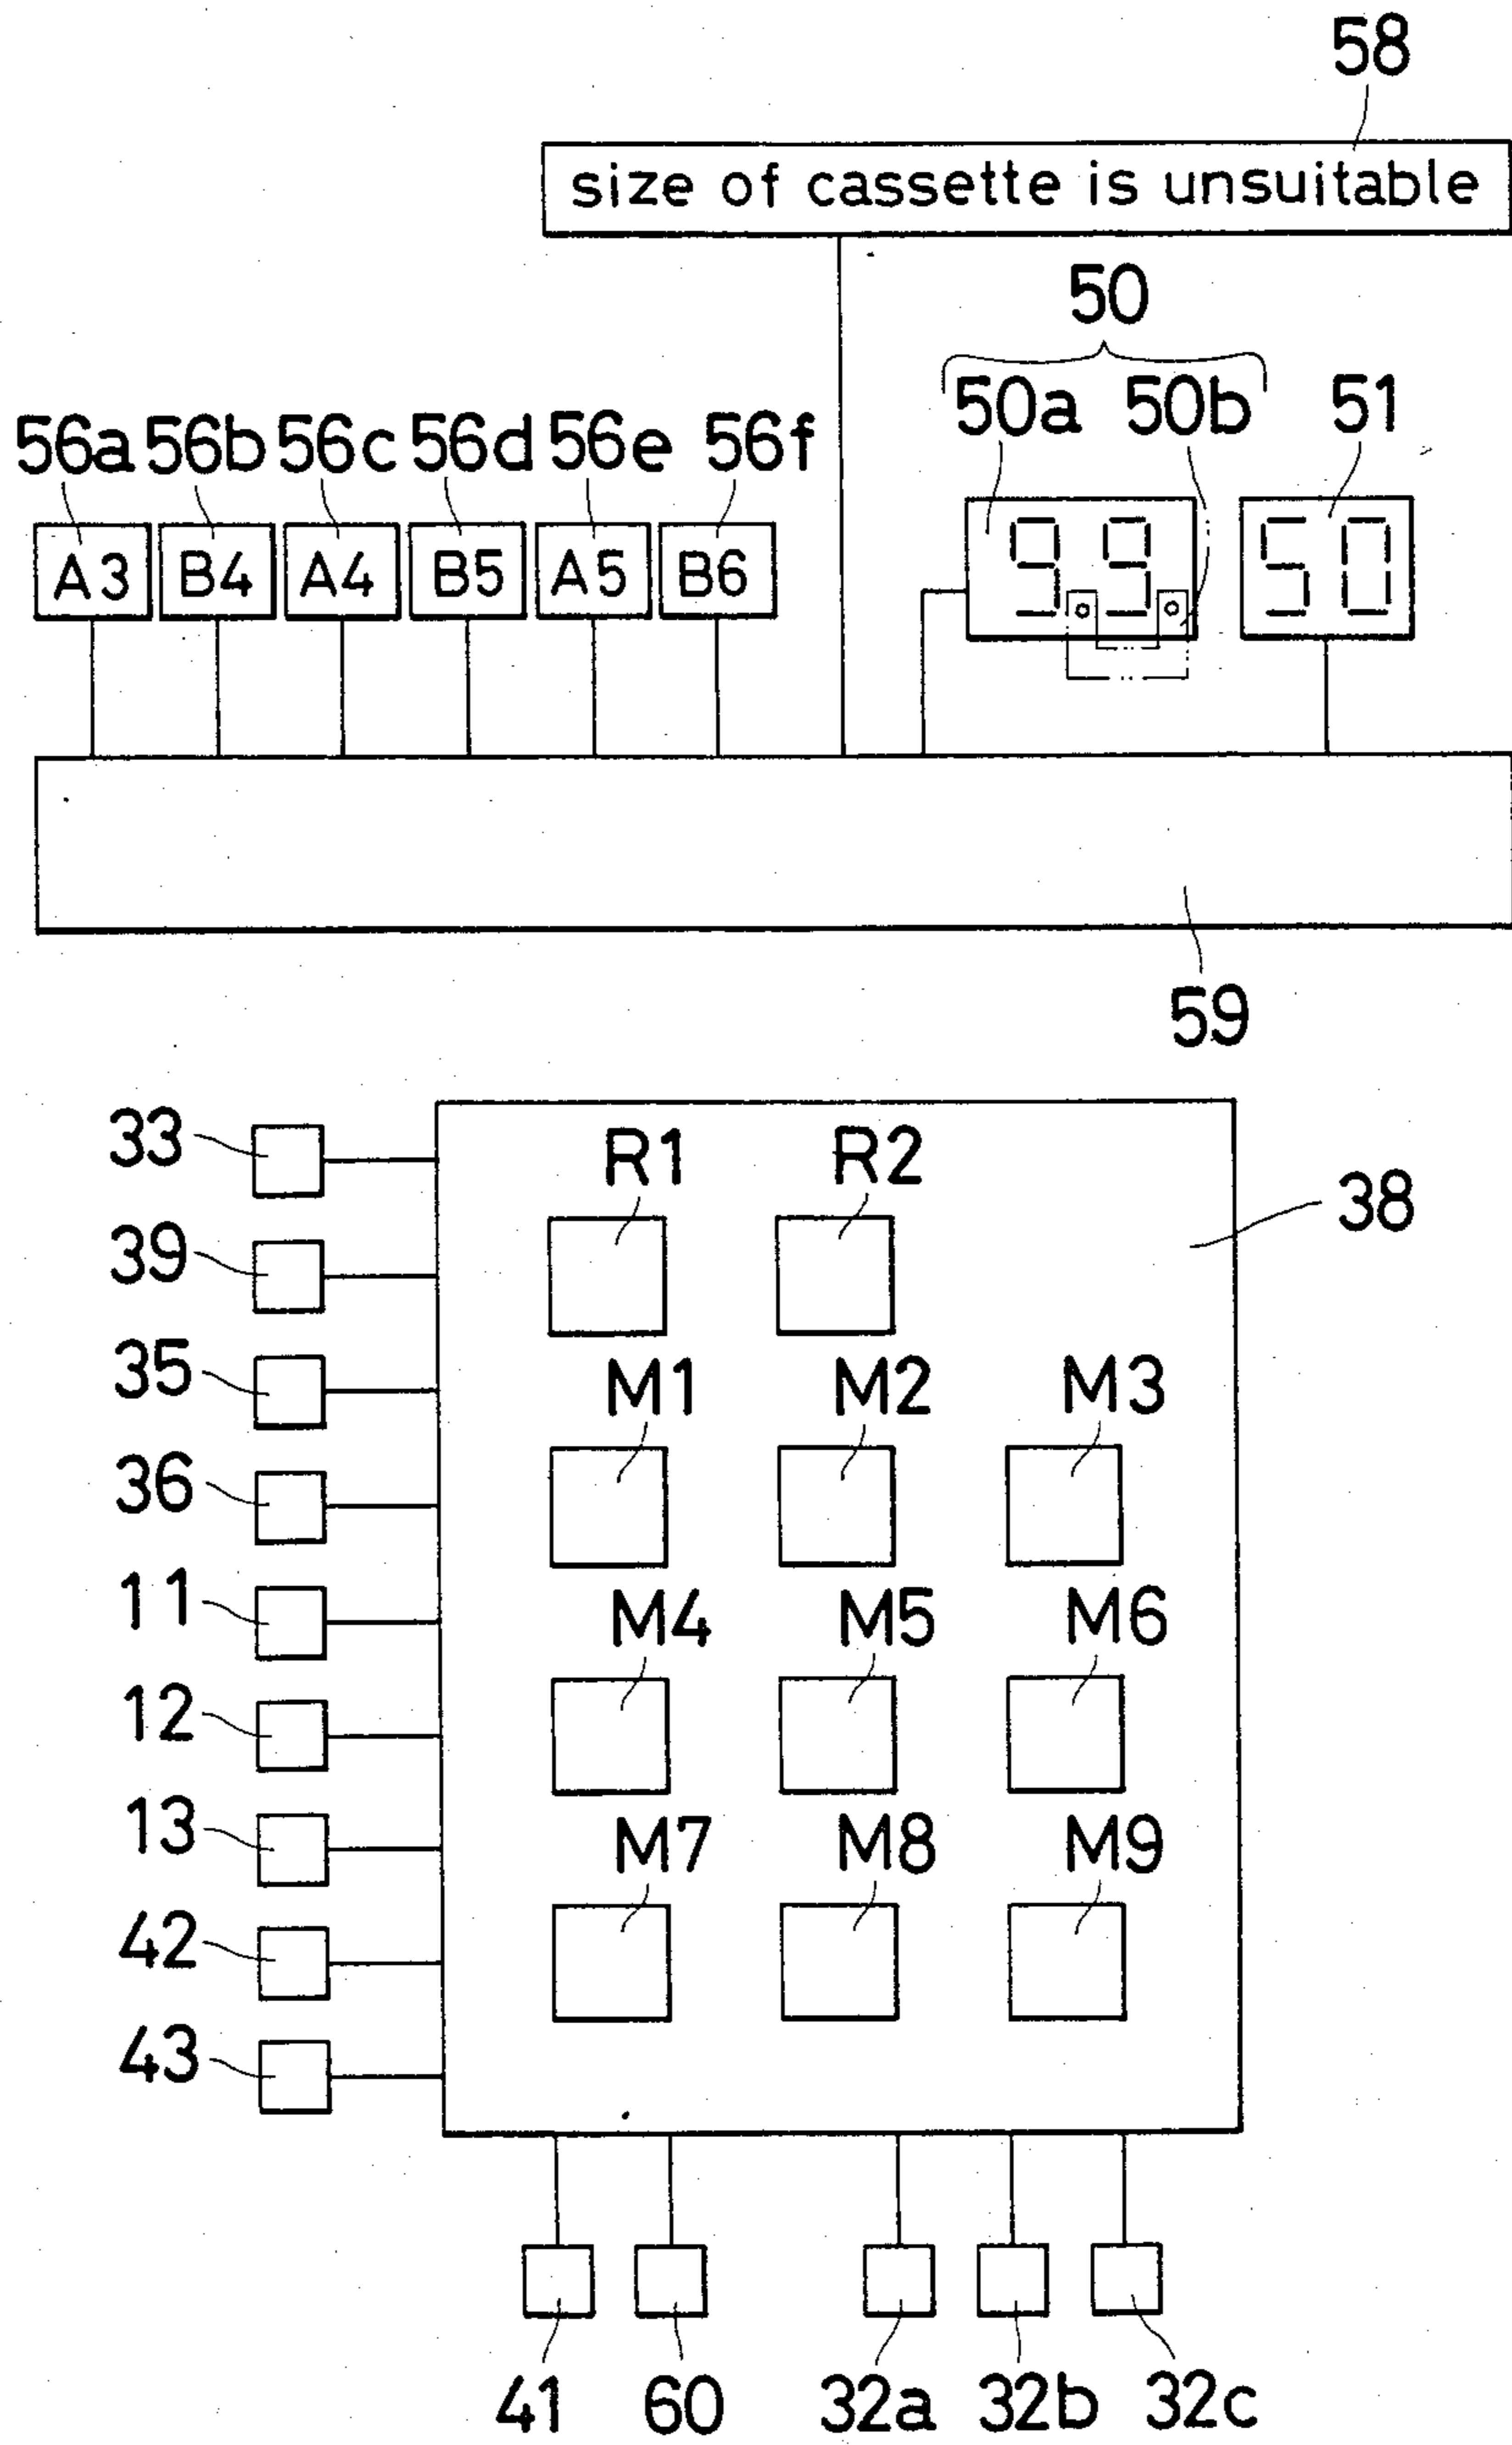 58
size of cassette is unsuitable
50
50a 50b 51
56a 56b 56c 56d 56e 56f
A3 B4 A4 B5 A5 B6 99 50
59
33 R1 R2
38
39
35 M1 M2 M3
36
11 M4 M5 M6
12
13 M7 M8 M9
42
43
41 60 32a 32b 32c